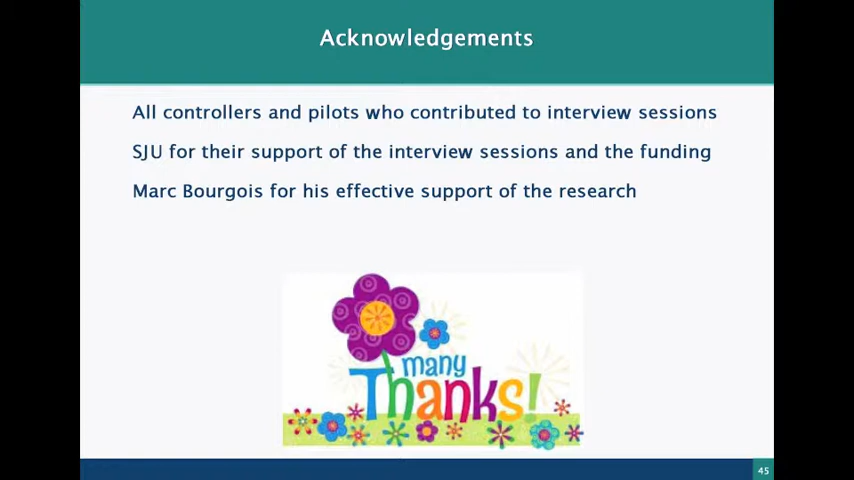 Acknowledgements
All controllers and pilots who contributed to interview sessions
SJU for their support of the interview sessions and the funding
Marc Bourgois for his effective support of the research
many
Thanks!
45